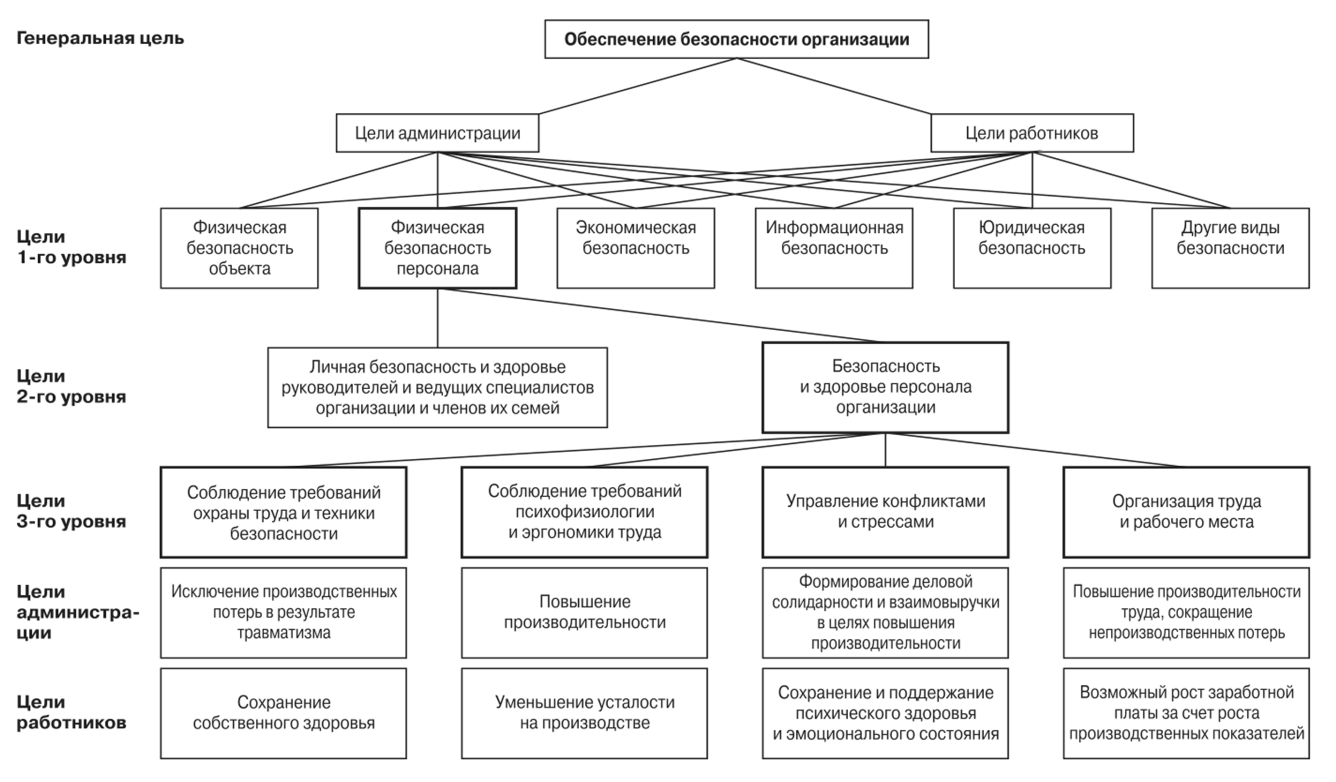 Генеральная цель
Обеспечение безопасности организации
Цели администрации
Цели работников
Цели
1-го уровня
Физическая
безопасность
объекта
Физическая
безопасность
персонала
Экономическая
безопасность
Информационная
безопасность
Юридическая
безопасность
Другие виды
безопасности
Цели
2-го уровня
Личная безопасность и здоровье
руководителей и ведущих специалистов
организации и членов их семей
Безопасность
и здоровье персонала
организации
Цели
3-го уровня
Соблюдение требований
охраны труда и техники
безопасности
Соблюдение требований
психофизиологии
и эргономики труда
Управление конфликтами
и стрессами
Организация труда
и рабочего места
Цели
администра-
ции
Исключение производственных
потерь в результате
травматизма
Повышение
производительности
Формирование деловой
солидарности и взаимовыручки
в целях повышения
производительности
Повышение производительности
труда, сокращение
непроизводственных потерь
Цели
работников
Сохранение
собственного здоровья
Уменьшение усталости
на производстве
Сохранение и поддержание
психического здоровья
и эмоционального состояния
Возможный рост заработной
платы за счет роста
производственных показателей